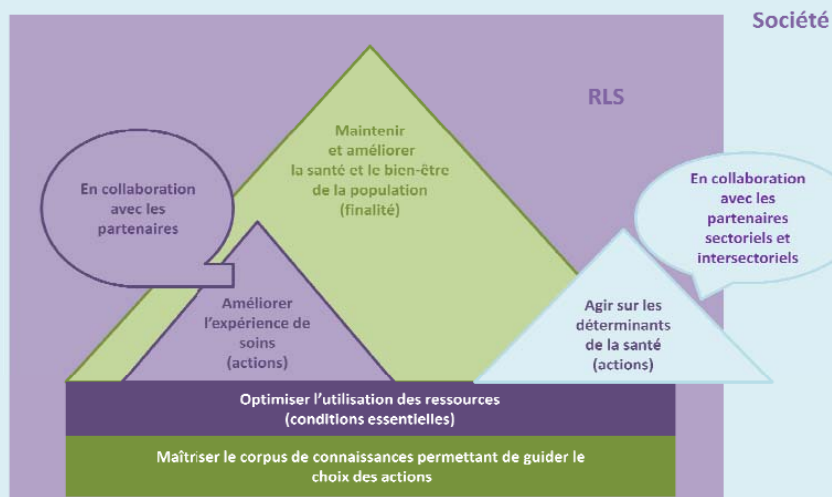 Société
RLS
Maintenir
et améliorer
la santé et le bien-être
de la population
(finalité)
En collaboration
avec les
partenaires
En collaboration
avec les
partenaires
sectoriels et
intersectoriels
Améliorer
l'expérience de
soins
(actions)
Agir sur les
déterminants
de la santé
(actions)
Optimiser l'utilisation des ressources
(conditions essentielles)
Maîtriser le corpus de connaissances permettant de guider le
choix des actions